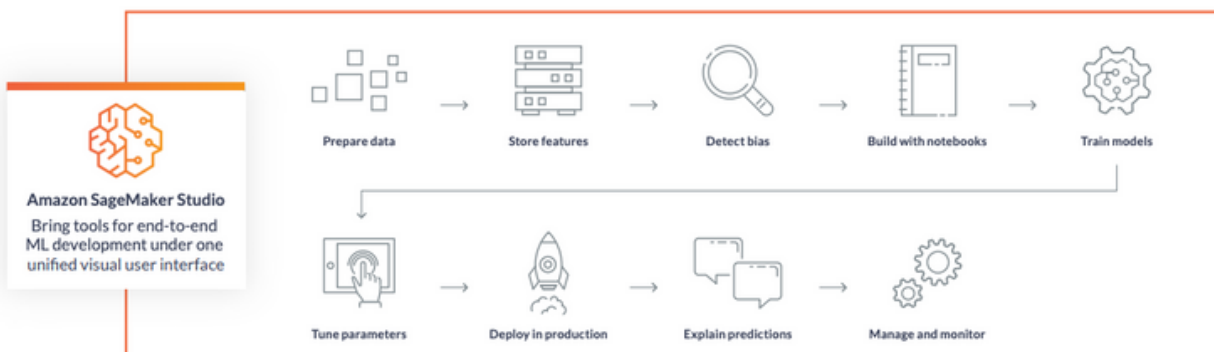 Amazon SageMaker Studio
Bring tools for end-to-end
ML development under one
unified visual user interface
Prepare data
Store features
Detect bias
Build with notebooks
Train models
Tune parameters
Deploy in production
Explain predictions
Manage and monitor